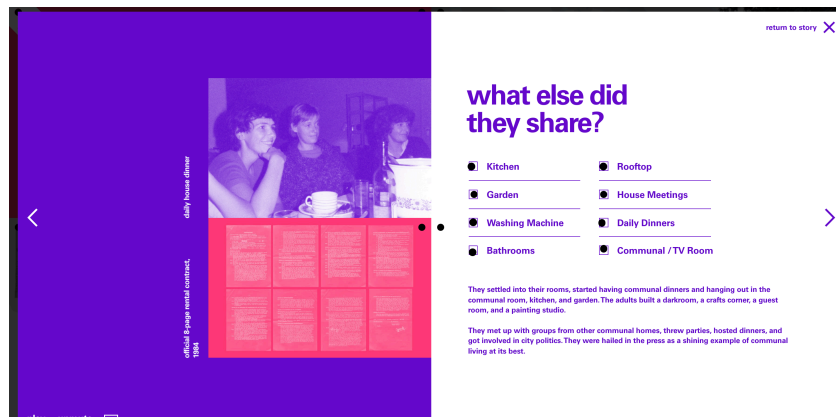 return to story
what else did
they share?
Kitchen
Rooftop
Garden
House Meetings
Washing Machine
Daily Dinners
Bathrooms
Communal / TV Room
They settled into their rooms, started having communal dinners and hanging out in the
communal room, kitchen, and garden. The adults built a darkroom, a crafts corner, a guest
room, and a painting studio.
They met up with groups from other communal homes, threw parties, hosted dinners, and
got involved in city politics. They were hailed in the press as a shining example of communal
living at its best.
daily house dinner
official 8-page rental contract,
1984